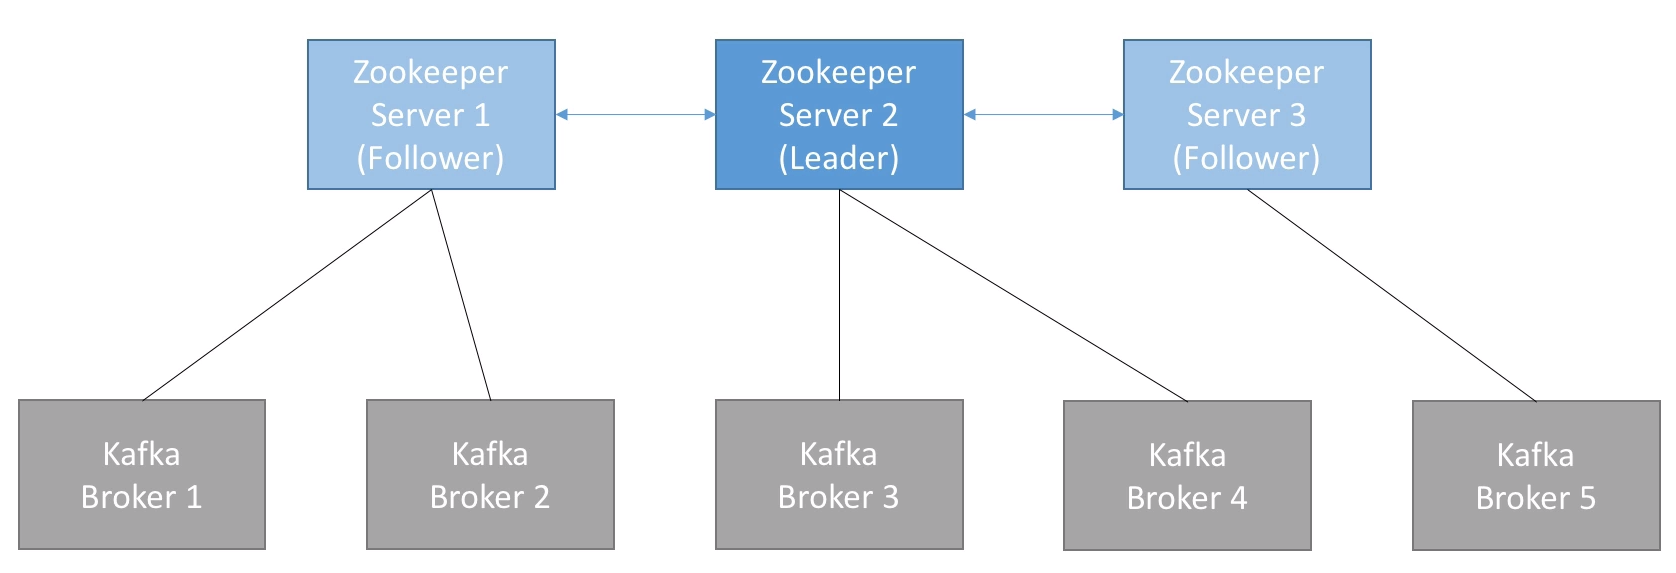 Zookeeper
Server 1
(Follower)
Zookeeper
Server 2
(Leader)
Zookeeper
Server 3
(Follower)
Kafka
Broker 1
Kafka
Broker 2
Kafka
Broker 3
Kafka
Broker 4
Kafka
Broker 5